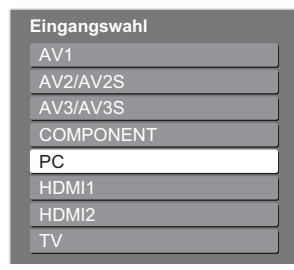 Eingangswahl
AV1
AV2/AV2S
AV3/AV3S
COMPONENT
PC
HDMI1
HDMI2
TV